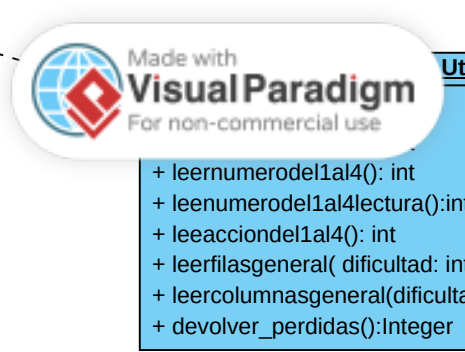 Made with
Visual Paradigm
For non-commercial use
Ut
+ leernumerodel1al4(): int
+ leenumerodel1al4lectura():int
+ leeacciondel1al4(): int
+ leerfilasgeneral( dificultad: int
+ leercolumnasgeneral(dificulta
+ devolver_perdidas():Integer